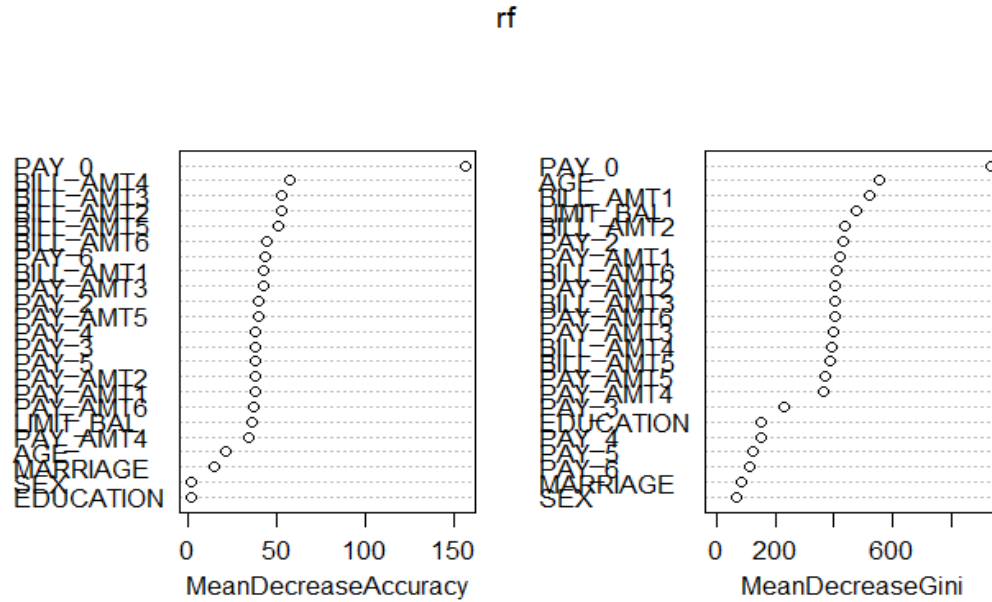 rf
PAY_0
BILL_AMT4
BILL_AMT3
BILL_AMT2
BILL_AMT5
BILL_AMT6
PAY_6
BILL_AMT1
PAY_AMT3
PAY_2
PAY_AMT5
PAY_4
PAY_3
PAY_5
PAY_AMT2
PAY_AMT1
PAY_AMT6
LIMIT_BAL
PAY_AMT4
AGE
MARRIAGE
SEX
EDUCATION
0 50 100 150
MeanDecreaseAccuracy
PAY_0
AGE
BILL_AMT1
LIMIT_BAL
BILL_AMT2
PAY_2
PAY_AMT1
BILL_AMT6
PAY_AMT2
BILL_AMT3
PAY_AMT6
PAY_AMT3
BILL_AMT4
BILL_AMT5
PAY_AMT5
PAY_AMT4
PAY_3
EDUCATION
PAY_4
PAY_5
PAY_6
MARRIAGE
SEX
0 200 600
MeanDecreaseGini